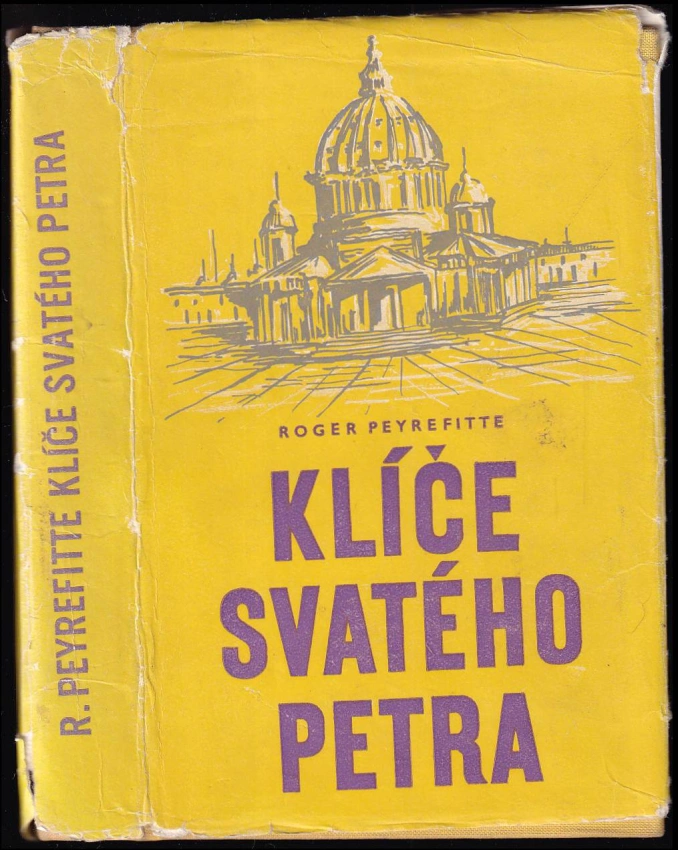 R. PEYREFITTE KLÍČE SVATÉHO PETRA
ROGER PEYREFITTE
KLÍČE
SVATÉHO
PETRA